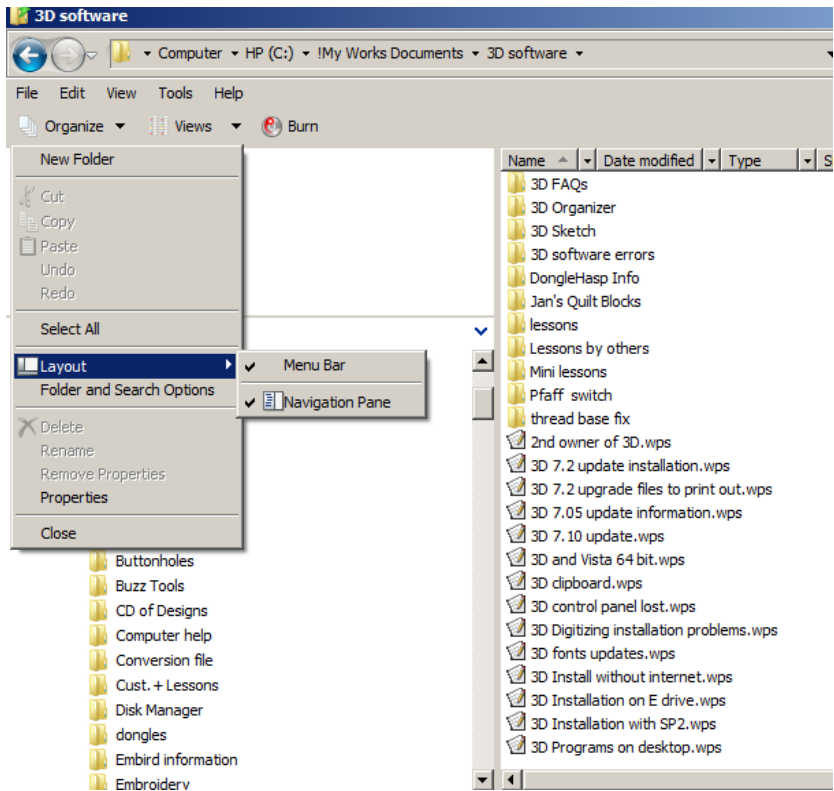 3D software
Computer HP (C:) !My Works Documents 3D software
File Edit View Tools Help
Organize Views Burn
New Folder
Cut
Copy
Paste
Undo
Redo
Select All
Layout
Folder and Search Options
Delete
Rename
Remove Properties
Properties
Close
Menu Bar
Navigation Pane
Buttonholes
Buzz Tools
CD of Designs
Computer help
Conversion file
Cust. + Lessons
Disk Manager
dongles
Embird information
Embroidery
Name Date modified Type S
3D FAQs
3D Organizer
3D Sketch
3D software errors
DongleHasp Info
Jan's Quilt Blocks
lessons
Lessons by others
Mini lessons
Pfaff switch
thread base fix
2nd owner of 3D.wps
3D 7.2 update installation.wps
3D 7.2 upgrade files to print out.wps
3D 7.05 update information.wps
3D 7.10 update.wps
3D and Vista 64 bit.wps
3D clipboard.wps
3D control panel lost.wps
3D Digitizing installation problems.wps
3D fonts updates.wps
3D Install without internet.wps
3D Installation on E drive.wps
3D Installation with SP2.wps
3D Programs on desktop.wps